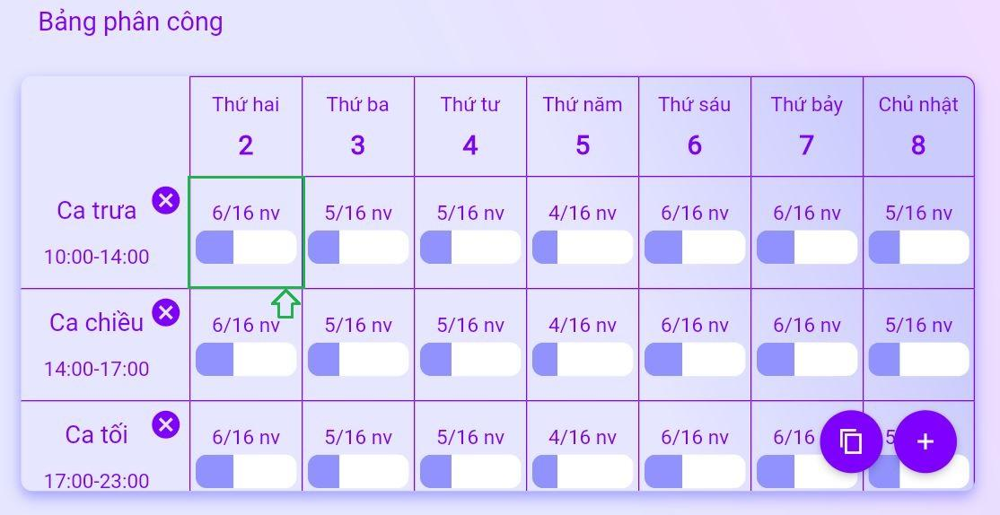 Bảng phân công
Thứ hai Thứ ba Thứ tư Thứ năm Thứ sáu Thứ bảy Chủ nhật
2 3 4 5 6 7 8
Ca trưa 6/16 nv 5/16 nv 5/16 nv 4/16 nv 6/16 nv 6/16 nv 5/16 nv
10:00-14:00
Ca chiều 6/16 nv 5/16 nv 5/16 nv 4/16 nv 6/16 nv 6/16 nv 5/16 nv
14:00-17:00
Ca tối 6/16 nv 5/16 nv 5/16 nv 4/16 nv 6/16 nv 6/16 5
17:00-23:00